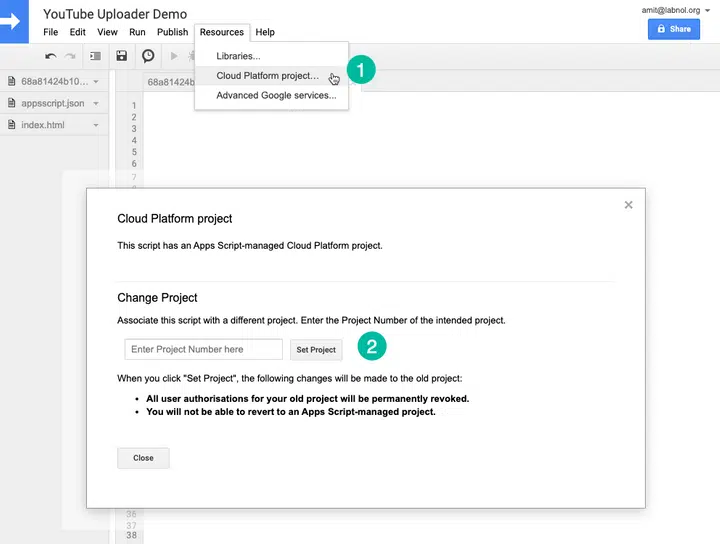 YouTube Uploader Demo
amit@labnol.org
File Edit View Run Publish Resources Help
Share
Libraries...
Cloud Platform project...
1
Advanced Google services...
68a81424b10...
68a81424b
appsscript.json
index.html
1
2
3
4
5
6
7
Cloud Platform project
This script has an Apps Script-managed Cloud Platform project.
Change Project
Associate this script with a different project. Enter the Project Number of the intended project.
Enter Project Number here
Set Project
2
When you click "Set Project", the following changes will be made to the old project:
• All user authorisations for your old project will be permanently revoked.
• You will not be able to revert to an Apps Script-managed project.
Close
36
37
38